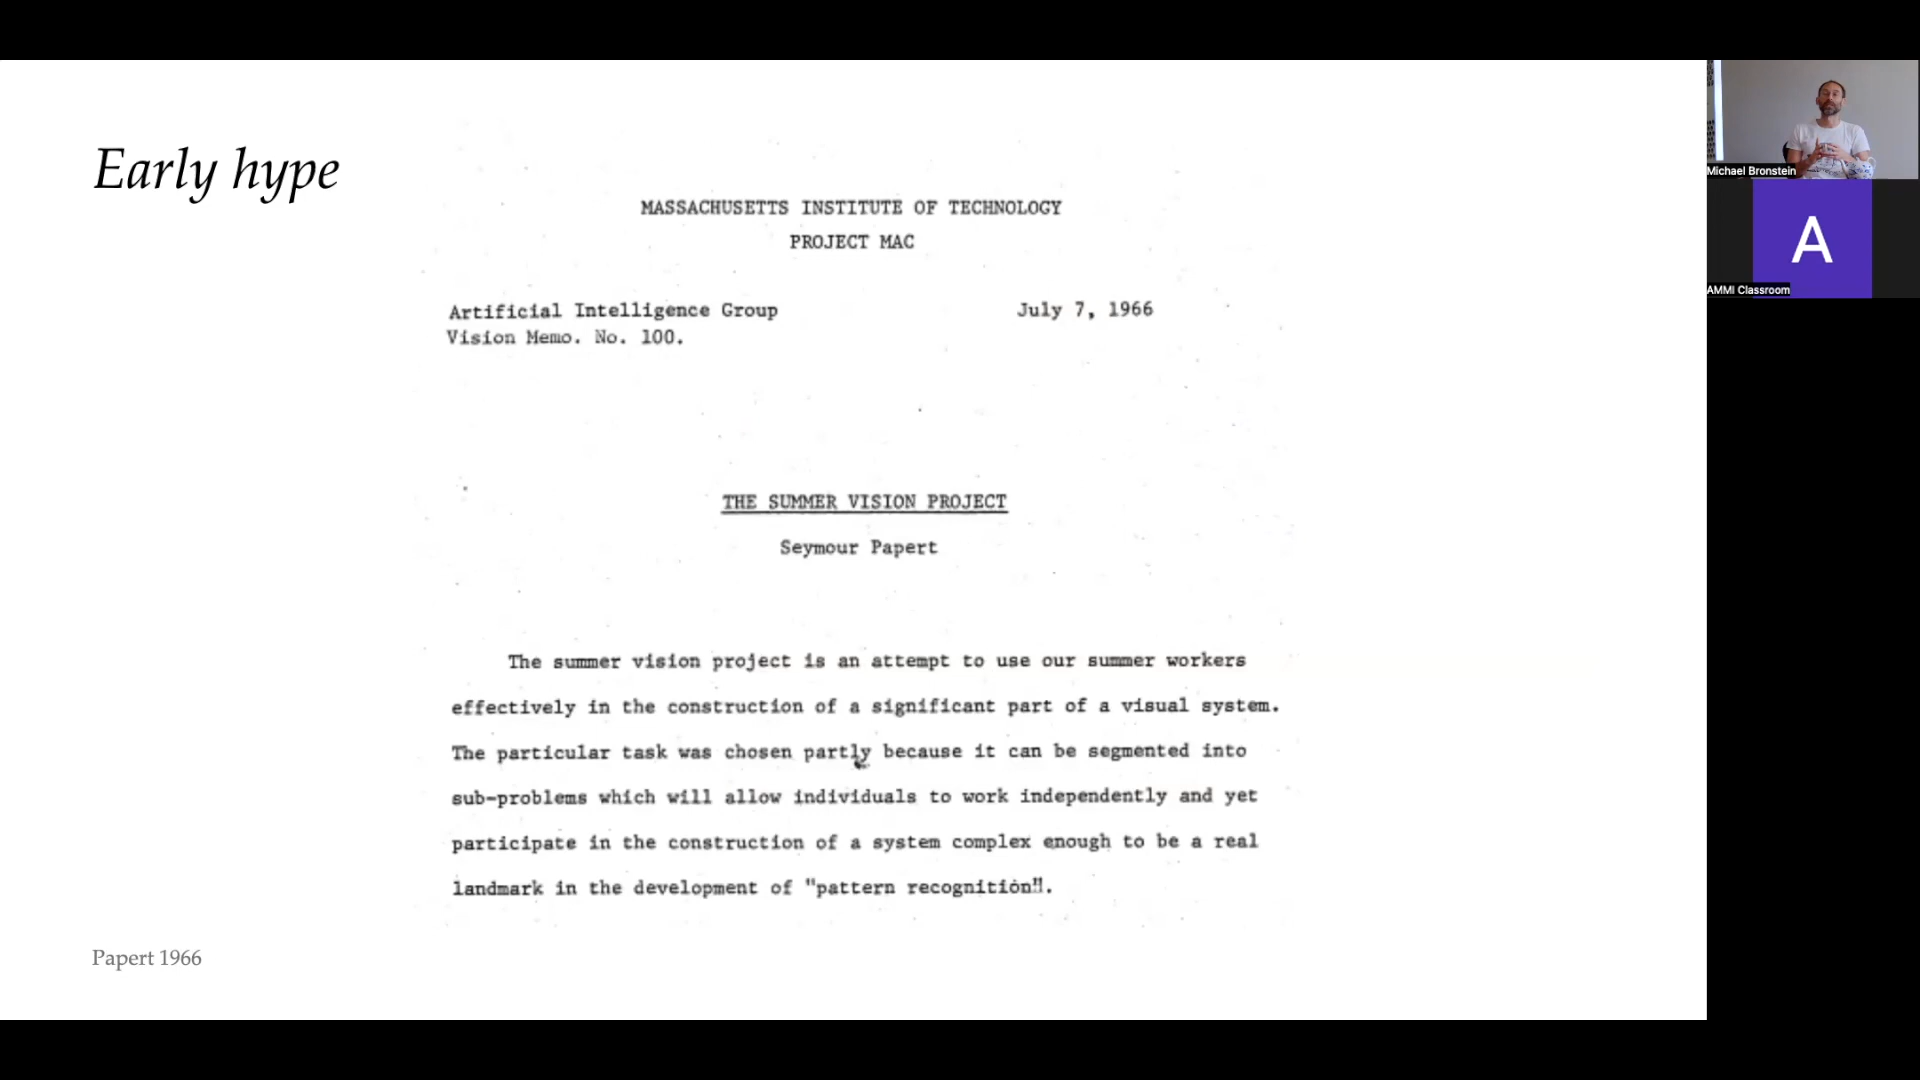 Early hype
MASSACHUSETTS INSTITUTE OF TECHNOLOGY
PROJECT MAC
Artificial Intelligence Group
July 7, 1966
Vision Memo. No. 100.
THE SUMMER VISION PROJECT
Seymour Papert
The summer vision project is an attempt to use our summer workers
effectively in the construction of a significant part of a visual system.
The particular task was chosen partly because it can be segmented into
sub-problems which will allow individuals to work independently and yet
participate in the construction of a system complex enough to be a real
landmark in the development of "pattern recognition".
Papert 1966
Michael Bronstein
A
AMMI Classroom